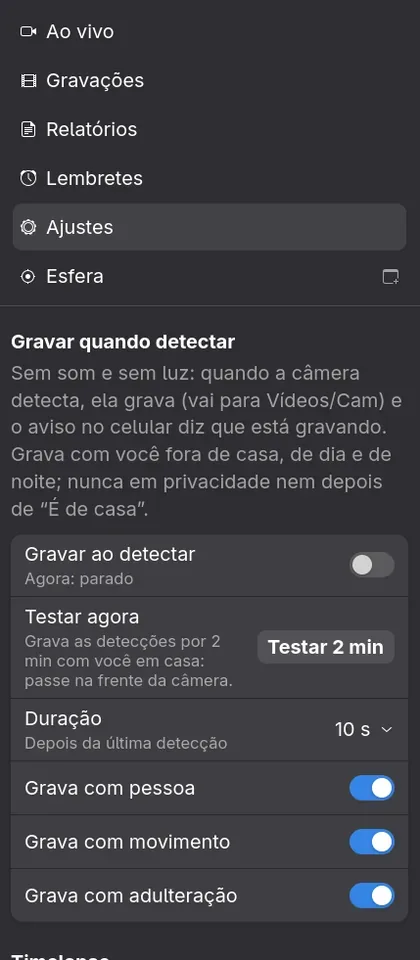 Ao vivo
Gravações
Relatórios
Lembretes
Ajustes
Esfera
Gravar quando detectar
Sem som e sem luz: quando a câmera
detecta, ela grava (vai para Vídeos/Cam) e
o aviso no celular diz que está gravando.
Grava com você fora de casa, de dia e de
noite; nunca em privacidade nem depois
de “É de casa”.
Gravar ao detectar
Agora: parado
Testar agora
Grava as detecções por 2
min com você em casa:
passe na frente da câmera.
Testar 2 min
Duração
Depois da última detecção
10 s
Grava com pessoa
Grava com movimento
Grava com adulteração